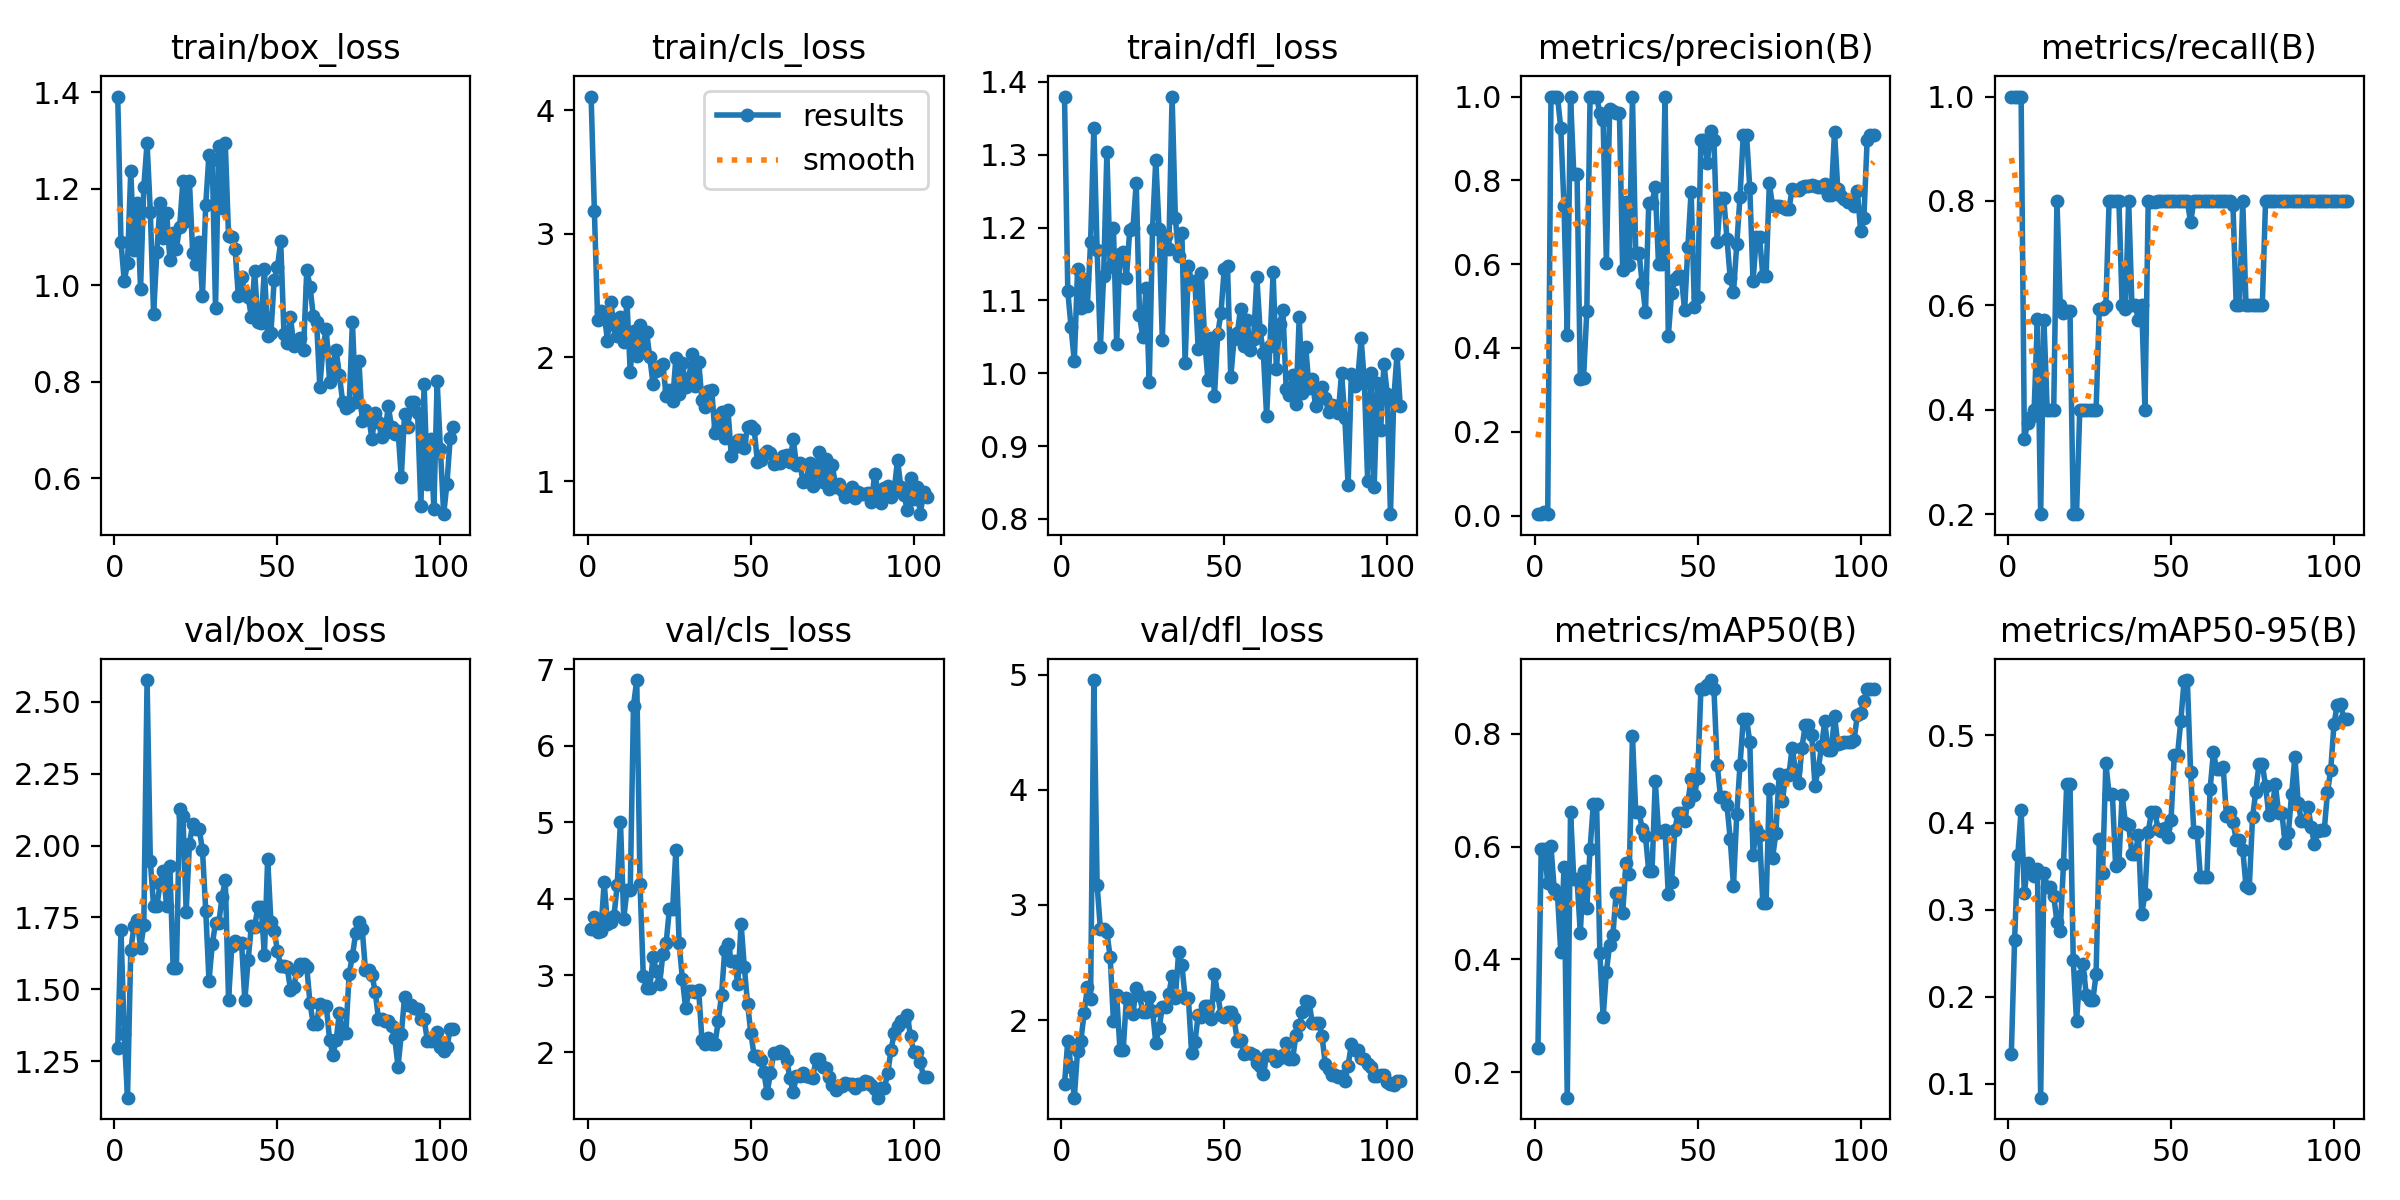 train/box_loss
train/cls_loss
train/dfl_loss
metrics/precision(B)
metrics/recall(B)
1.4
1.2
1.0
0.8
0.6
0 50 100
4
3
2
1
0 50 100
results
smooth
1.4
1.3
1.2
1.1
1.0
0.9
0.8
0 50 100
1.0
0.8
0.6
0.4
0.2
0.0
0 50 100
1.0
0.8
0.6
0.4
0.2
0 50 100
val/box_loss
val/cls_loss
val/dfl_loss
metrics/mAP50(B)
metrics/mAP50-95(B)
2.50
2.25
2.00
1.75
1.50
1.25
0 50 100
7
6
5
4
3
2
0 50 100
5
4
3
2
0 50 100
0.8
0.6
0.4
0.2
0 50 100
0.5
0.4
0.3
0.2
0.1
0 50 100